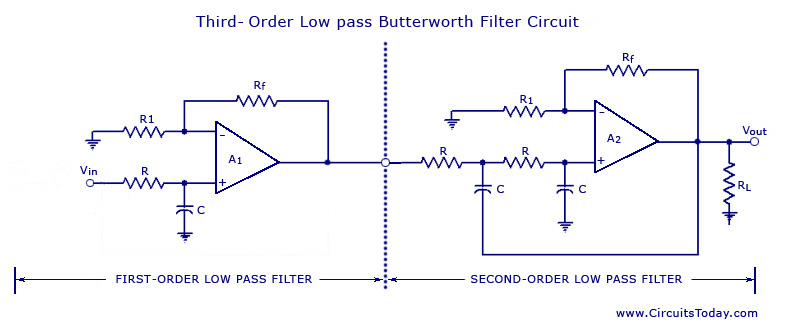 Third- Order Low pass Butterworth Filter Circuit
Rf
R1
A1
-
+
Vin
R
C
Rf
R1
A2
-
+
Vout
R
R
C
C
RL
FIRST-ORDER LOW PASS FILTER
SECOND-ORDER LOW PASS FILTER
www.CircuitsToday.com